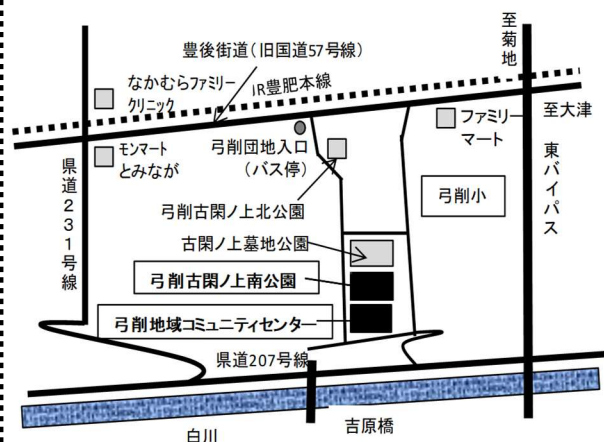 至菊地
豊後街道（旧国道57号線）
なかむらファミリー
クリニック
JR豊肥本線
至大津
ファミリー
マート
モンマート
とみなが
弓削団地入口
（バス停）
東バイパス
県道231号線
弓削小
弓削古閑ノ上北公園
古閑ノ上墓地公園
弓削古閑ノ上南公園
弓削地域コミュニティセンター
県道207号線
吉原橋
白川